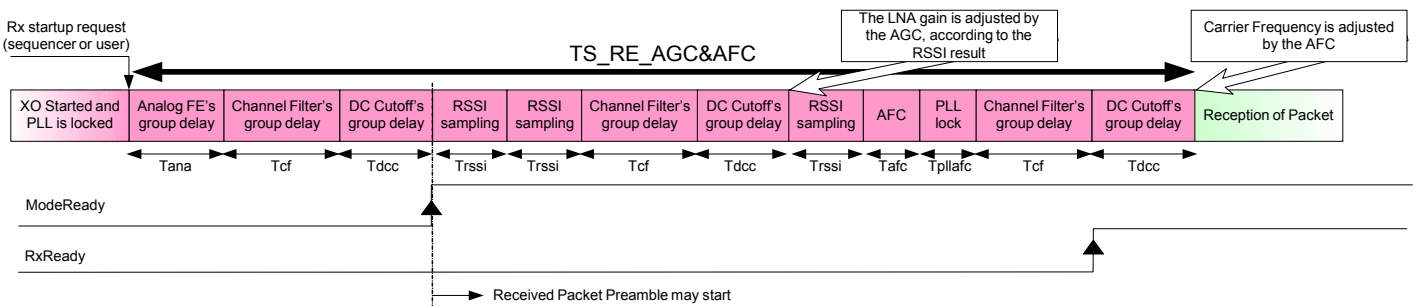 Rx startup request
(sequencer or user)
TS_RE_AGC&AFC
The LNA gain is adjusted by
the AGC, according to the
RSSI result
Carrier Frequency is adjusted
by the AFC
XO Started and
PLL is locked
Analog FE's
group delay
Channel Filter's
group delay
DC Cutoff's
group delay
RSSI
sampling
RSSI
sampling
Channel Filter's
group delay
DC Cutoff's
group delay
RSSI
sampling
AFC
PLL
lock
Channel Filter's
group delay
DC Cutoff's
group delay
Reception of Packet
Tana
Tcf
Tdcc
Trssi
Trssi
Tcf
Tdcc
Trssi
Tafc
Tpllafc
Tcf
Tdcc
ModeReady
RxReady
Received Packet Preamble may start